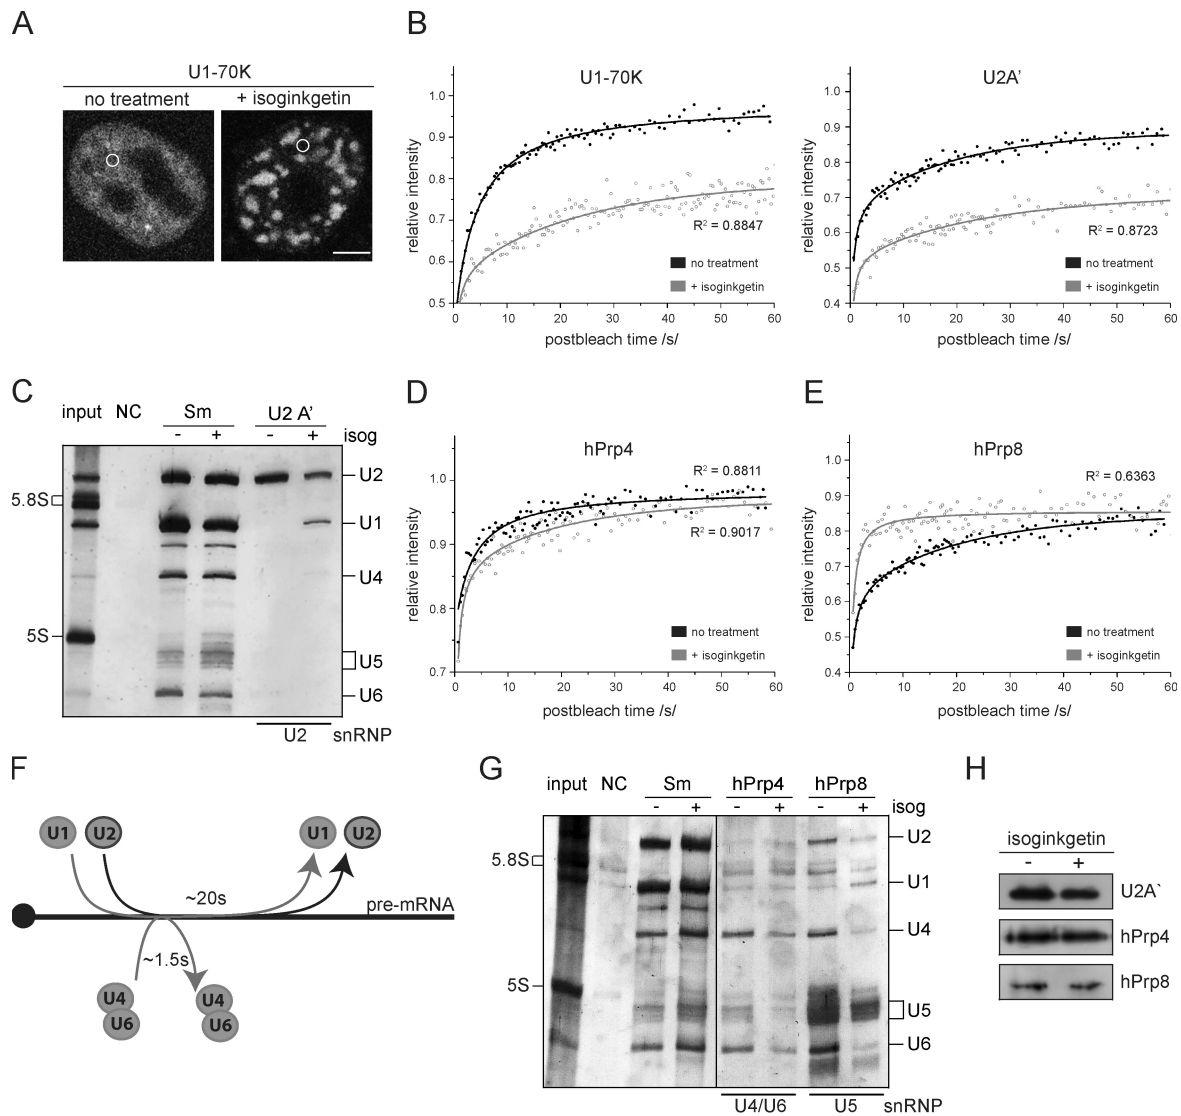 A
U1-70K
no treatment
+ isoginkgetin
B
U1-70K
relative intensity
1.0
0.9
0.8
0.7
0.6
0.5
R² = 0.8847
no treatment
+ isoginkgetin
0 10 20 30 40 50 60
postbleach time /s/
U2A'
relative intensity
1.0
0.9
0.8
0.7
0.6
0.5
0.4
R² = 0.8723
no treatment
+ isoginkgetin
0 10 20 30 40 50 60
postbleach time /s/
C
input NC Sm U2 A'
- + - + isog
U2
5.8S
U1
U4
5S
U5
U6
U2 snRNP
D
hPrp4
relative intensity
1.0
0.9
0.8
0.7
R² = 0.8811
R² = 0.9017
no treatment
+ isoginkgetin
0 10 20 30 40 50 60
postbleach time /s/
E
hPrp8
relative intensity
1.0
0.9
0.8
0.7
0.6
0.5
0.4
R² = 0.6363
no treatment
+ isoginkgetin
0 10 20 30 40 50 60
postbleach time /s/
F
U1 U2 U1 U2
~20s
pre-mRNA
~1.5s
U4 U4
U6 U6
G
input NC Sm hPrp4 hPrp8
- + - + - + isog
U2
5.8S
U1
U4
5S
U5
U6
U4/U6 U5 snRNP
H
isoginkgetin
- +
U2A`
hPrp4
hPrp8